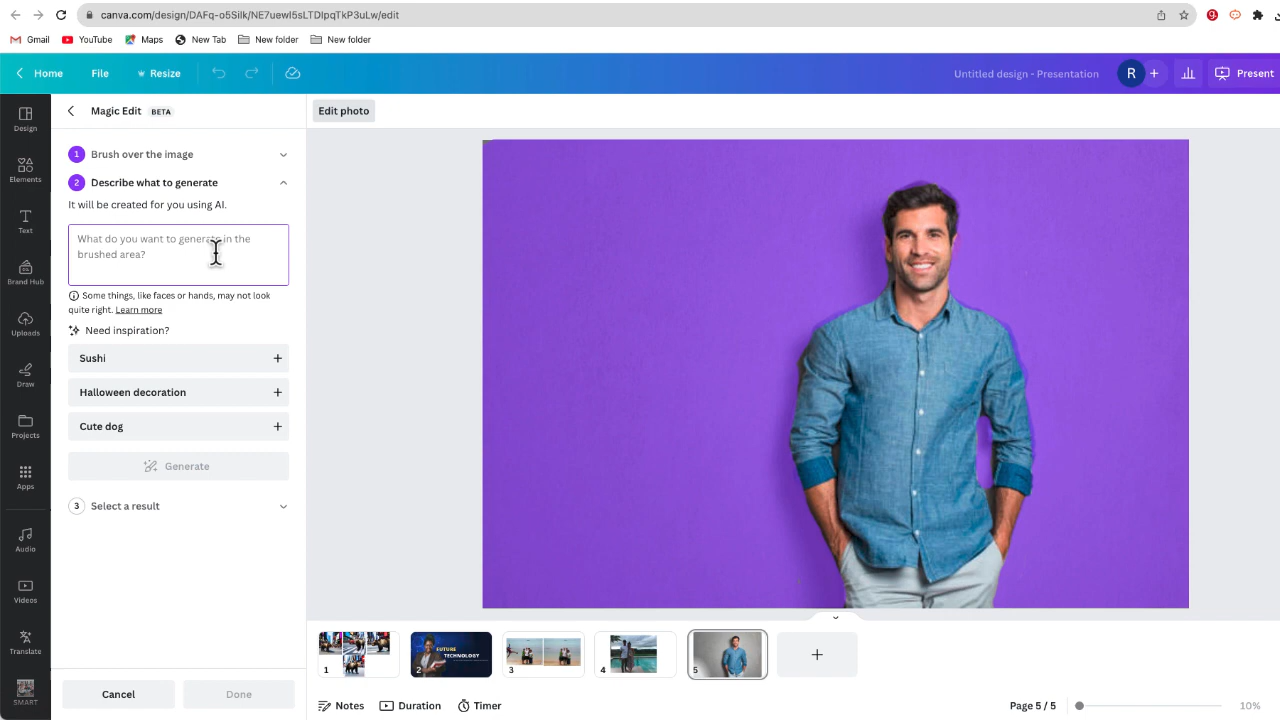 canva.com/design/DAFq-o5Silk/NE7uewI5sLTDIpqTkP3uLw/edit
Gmail YouTube Maps New Tab New folder New folder
Home File Resize Untitled design - Presentation R + Present
Design
Elements
Text
Brand Hub
Uploads
Draw
Projects
Apps
Audio
Videos
Translate
SMART
Magic Edit BETA
1 Brush over the image
2 Describe what to generate
It will be created for you using AI.
What do you want to generate in the
brushed area?
Some things, like faces or hands, may not look
quite right. Learn more
Need inspiration?
Sushi +
Halloween decoration +
Cute dog +
Generate
3 Select a result
Cancel Done
Edit photo
1 2 3 4 5 +
FUTURE
TECHNOLOGY
Notes Duration Timer Page 5 / 5 10%